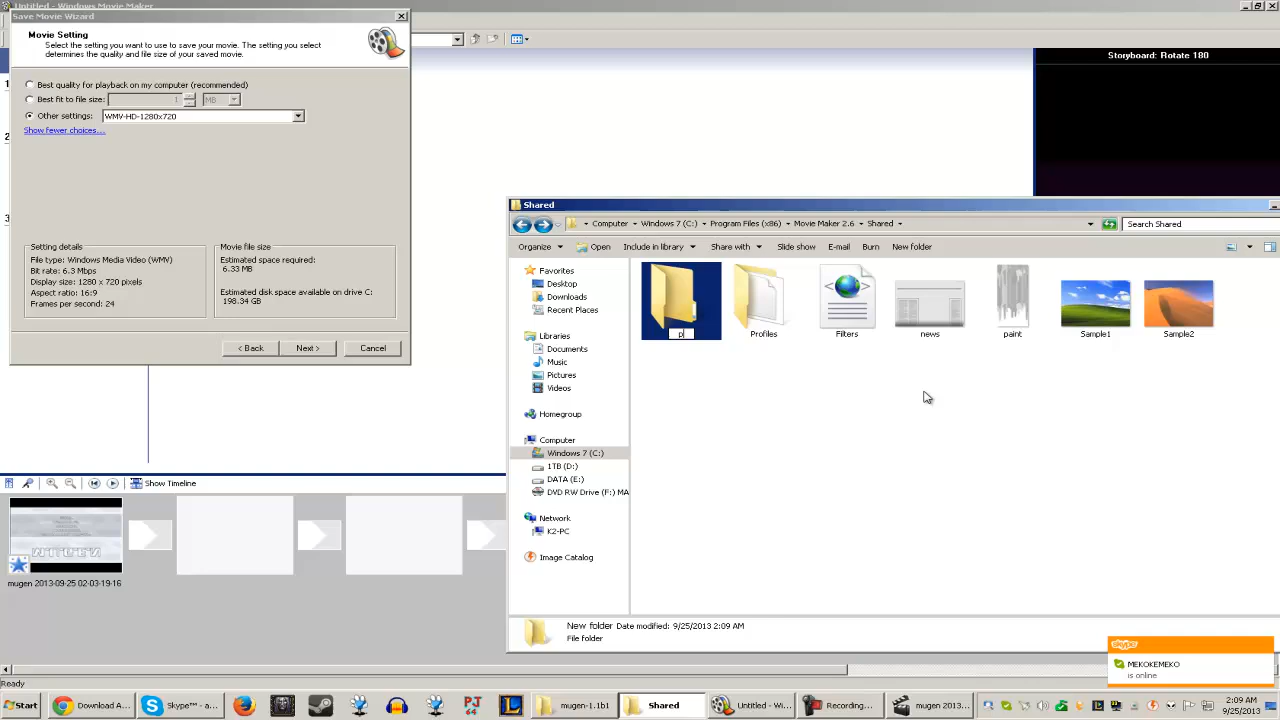 Untitled - Windows Movie Maker
Save Movie Wizard
Movie Setting
Select the setting you want to use to save your movie. The setting you select
determines the quality and file size of your saved movie.
Best quality for playback on my computer (recommended)
Best fit to file size: 1 MB
Other settings: WMV-HD-1280x720
Show fewer choices...
Setting details
File type: Windows Media Video (WMV)
Bit rate: 6.3 Mbps
Display size: 1280 x 720 pixels
Aspect ratio: 16:9
Frames per second: 24
Movie file size
Estimated space required:
6.33 MB
Estimated disk space available on drive C:
198.34 GB
< Back Next > Cancel
Storyboard: Rotate 180
Shared
Computer Windows 7 (C:) Program Files (x86) Movie Maker 2.6 Shared
Search Shared
Organize Open Include in library Share with Slide show E-mail Burn New folder
Favorites
Desktop
Downloads
Recent Places
Libraries
Documents
Music
Pictures
Videos
Homegroup
Computer
Windows 7 (C:)
1TB (D:)
DATA (E:)
DVD RW Drive (F:) MA
Network
K2-PC
Image Catalog
p Profiles Filters news paint Sample1 Sample2
New folder Date modified: 9/25/2013 2:09 AM
File folder
Show Timeline
mugen 2013-09-25 02-03-19-16
Ready
skype
MEKOKEMEKO
is online
Start Download A... Skype™ - a... PJ 64 L mugen-1.1b1 Shared Untitled - W... Recording... mugen 2013...
2:09 AM
9/25/2013